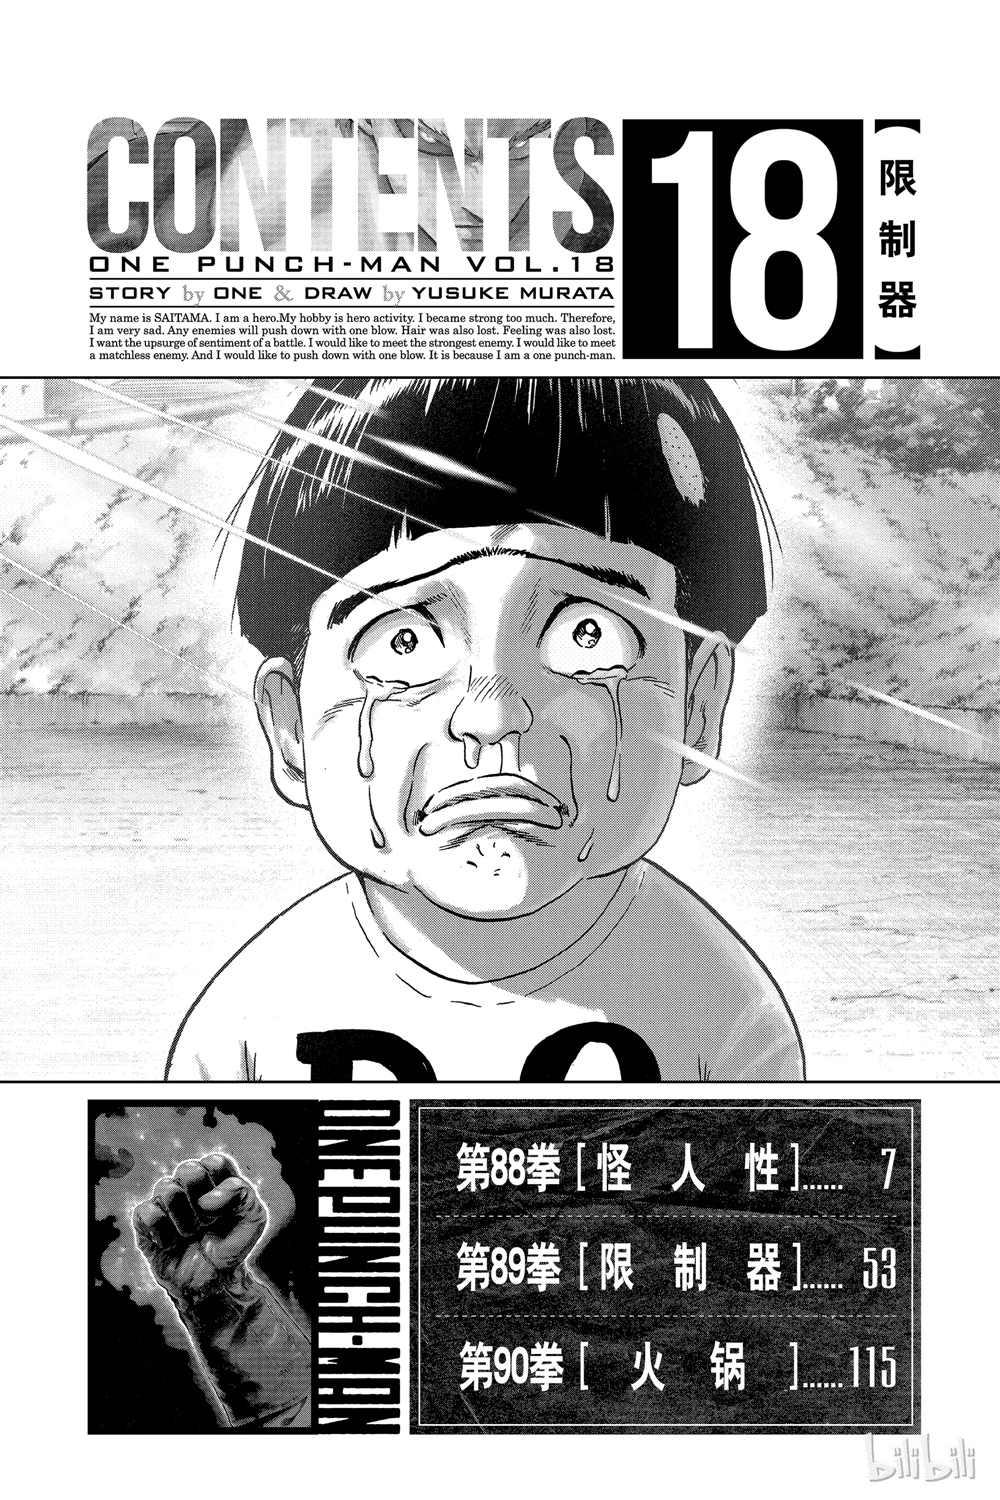 CONTENTS
ONE PUNCH-MAN VOL.18
STORY by ONE & DRAW by YUSUKE MURATA
My name is SAITAMA. I am a hero.My hobby is hero activity. I became strong too much. Therefore,
I am very sad. Any enemies will push down with one blow. Hair was also lost. Feeling was also lost.
I want the upsurge of sentiment of a battle. I would like to meet the strongest enemy. I would like to meet
a matchless enemy. And I would like to push down with one blow. It is because I am a one punch-man.
18
【限制器】
ONE PUNCH-MAN
第88拳［怪人性］...... 7
第89拳［限制器］...... 53
第90拳［火锅］...... 115
bilibili